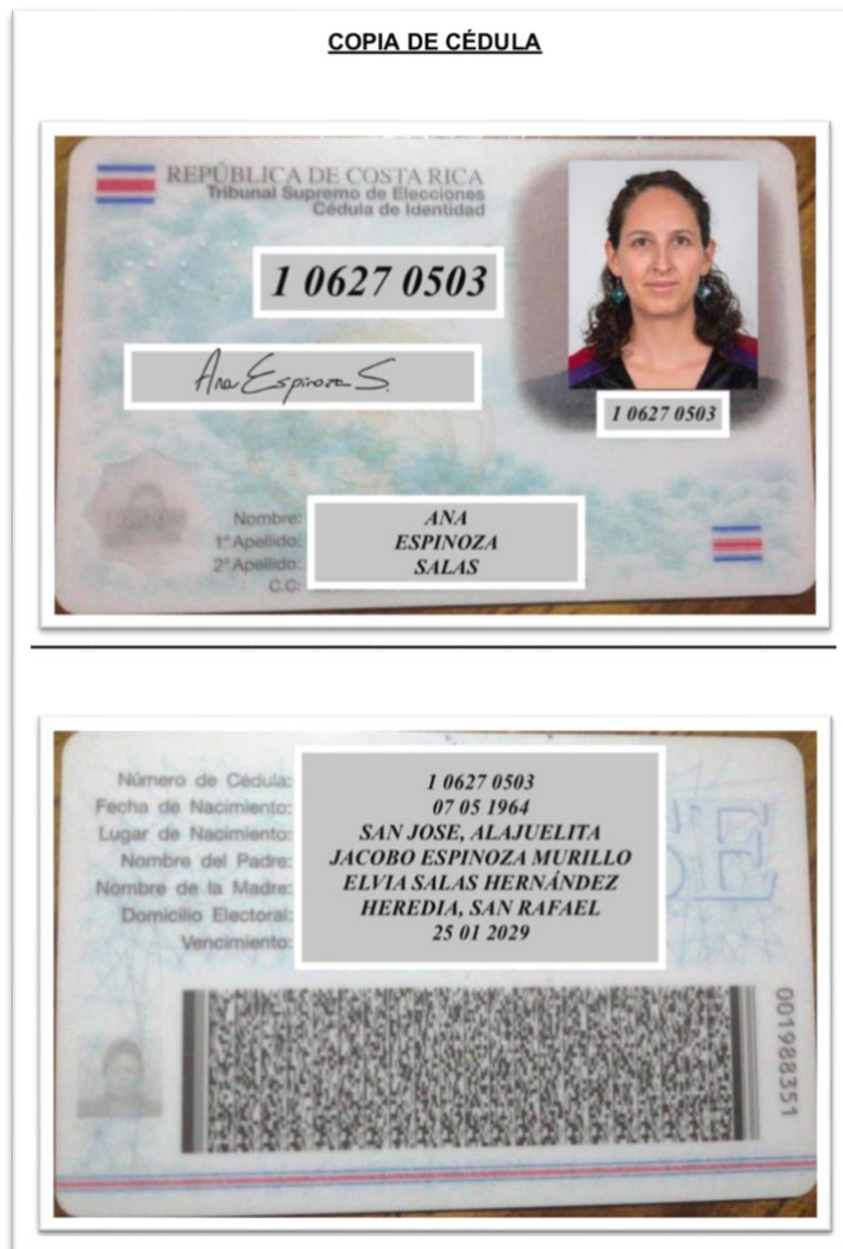 COPIA DE CÉDULA
REPÚBLICA DE COSTA RICA
Tribunal Supremo de Elecciones
Cédula de Identidad
1 0627 0503
Ana Espinoza S.
1 0627 0503
Nombre: ANA
1º Apellido: ESPINOZA
2º Apellido: SALAS
C.C:
Número de Cédula: 1 0627 0503
Fecha de Nacimiento: 07 05 1964
Lugar de Nacimiento: SAN JOSE, ALAJUELITA
Nombre del Padre: JACOBO ESPINOZA MURILLO
Nombre de la Madre: ELVIA SALAS HERNÁNDEZ
Domicilio Electoral: HEREDIA, SAN RAFAEL
Vencimiento: 25 01 2029
001988351